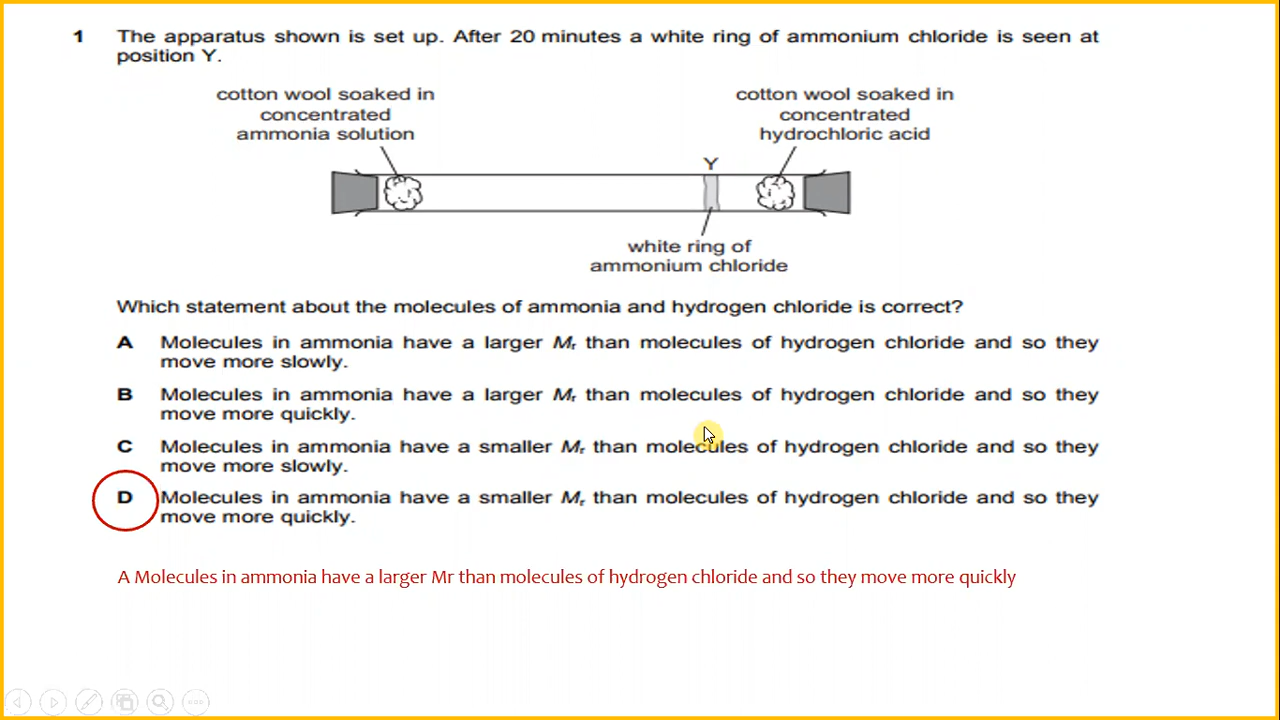 1 The apparatus shown is set up. After 20 minutes a white ring of ammonium chloride is seen at
position Y.
cotton wool soaked in
concentrated
ammonia solution
cotton wool soaked in
concentrated
hydrochloric acid
Y
white ring of
ammonium chloride
Which statement about the molecules of ammonia and hydrogen chloride is correct?
A Molecules in ammonia have a larger Mr than molecules of hydrogen chloride and so they
move more slowly.
B Molecules in ammonia have a larger Mr than molecules of hydrogen chloride and so they
move more quickly.
C Molecules in ammonia have a smaller Mr than molecules of hydrogen chloride and so they
move more slowly.
D Molecules in ammonia have a smaller Mr than molecules of hydrogen chloride and so they
move more quickly.
A Molecules in ammonia have a larger Mr than molecules of hydrogen chloride and so they move more quickly